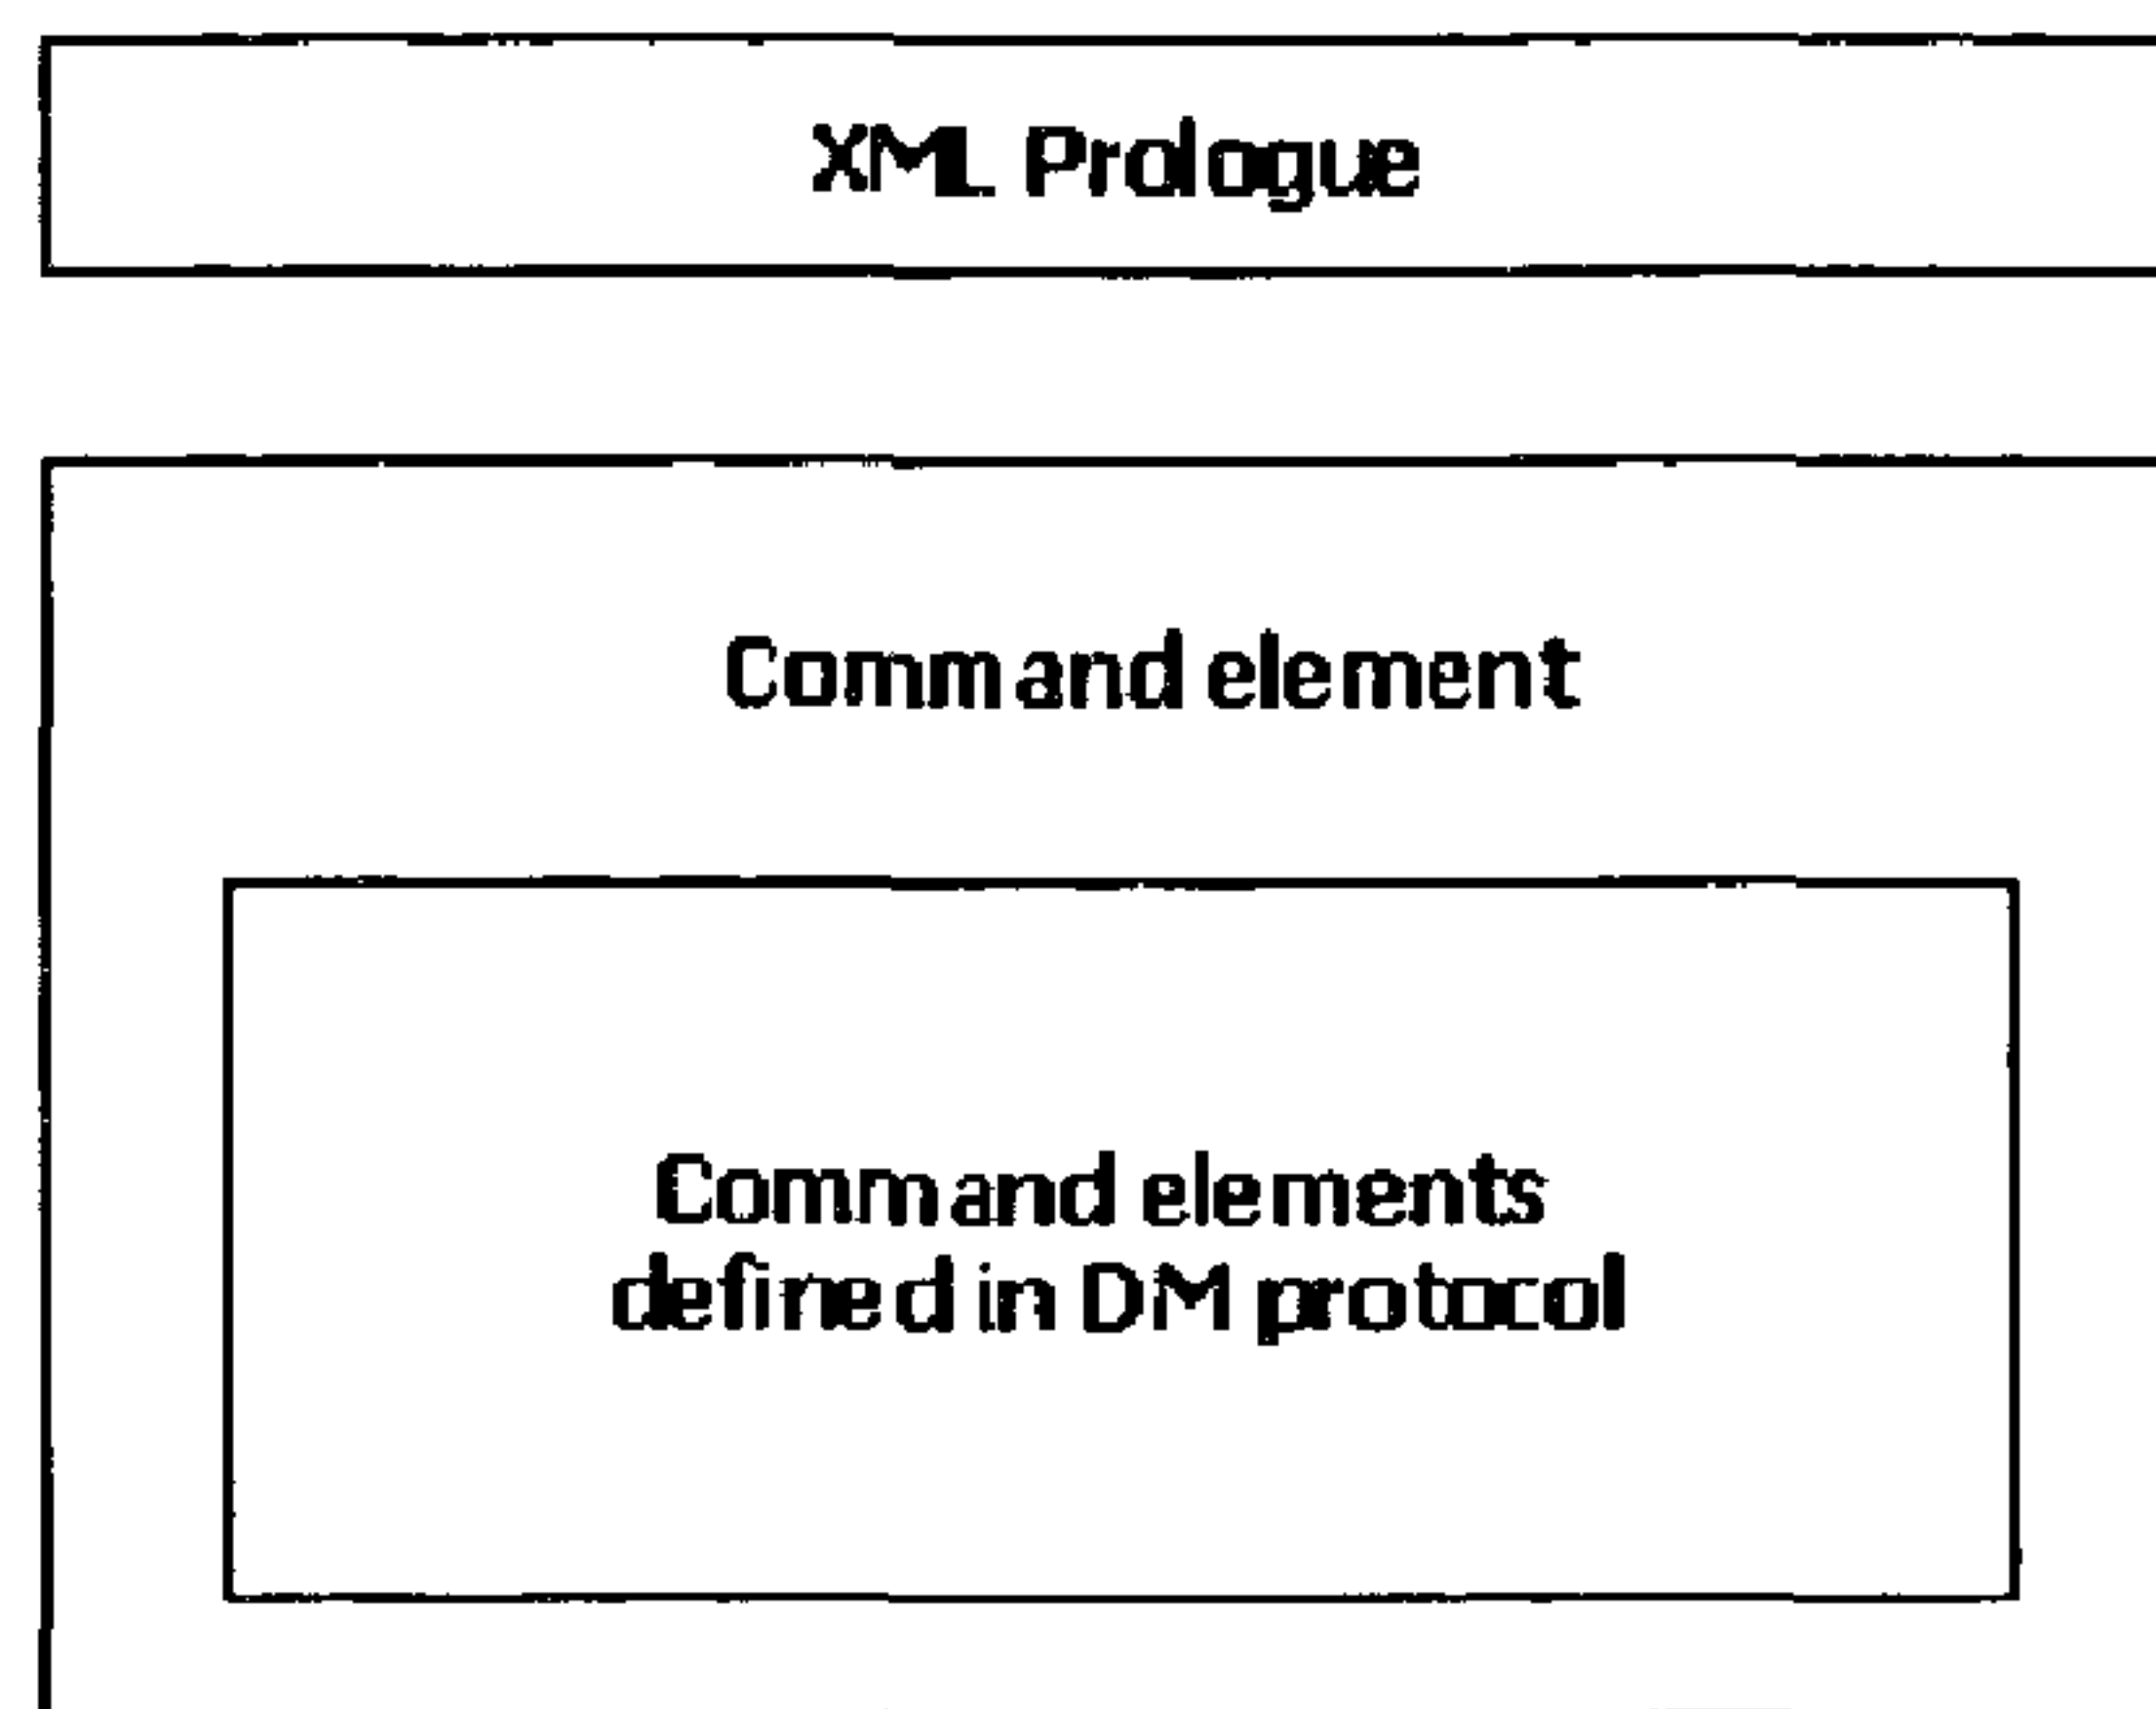 XML Prologue
Command element
Command elements
defined in DM protocol